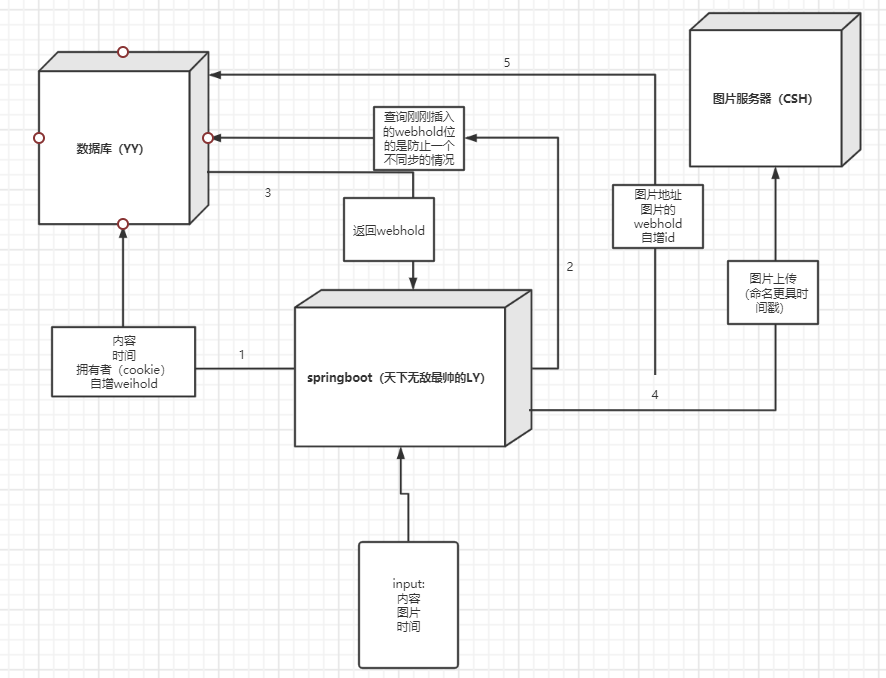 5
图片服务器（CSH）
数据库（YY）
查询刚刚插入
的webhold位
的是防止一个
不同步的情况
3
返回webhold
图片地址
图片的
webhold
自增id
2
图片上传
（命名更具时
间戳）
内容
时间
拥有者（cookie）
自增weihold
1
springboot（天下无敌最帅的LY）
4
input:
内容
图片
时间